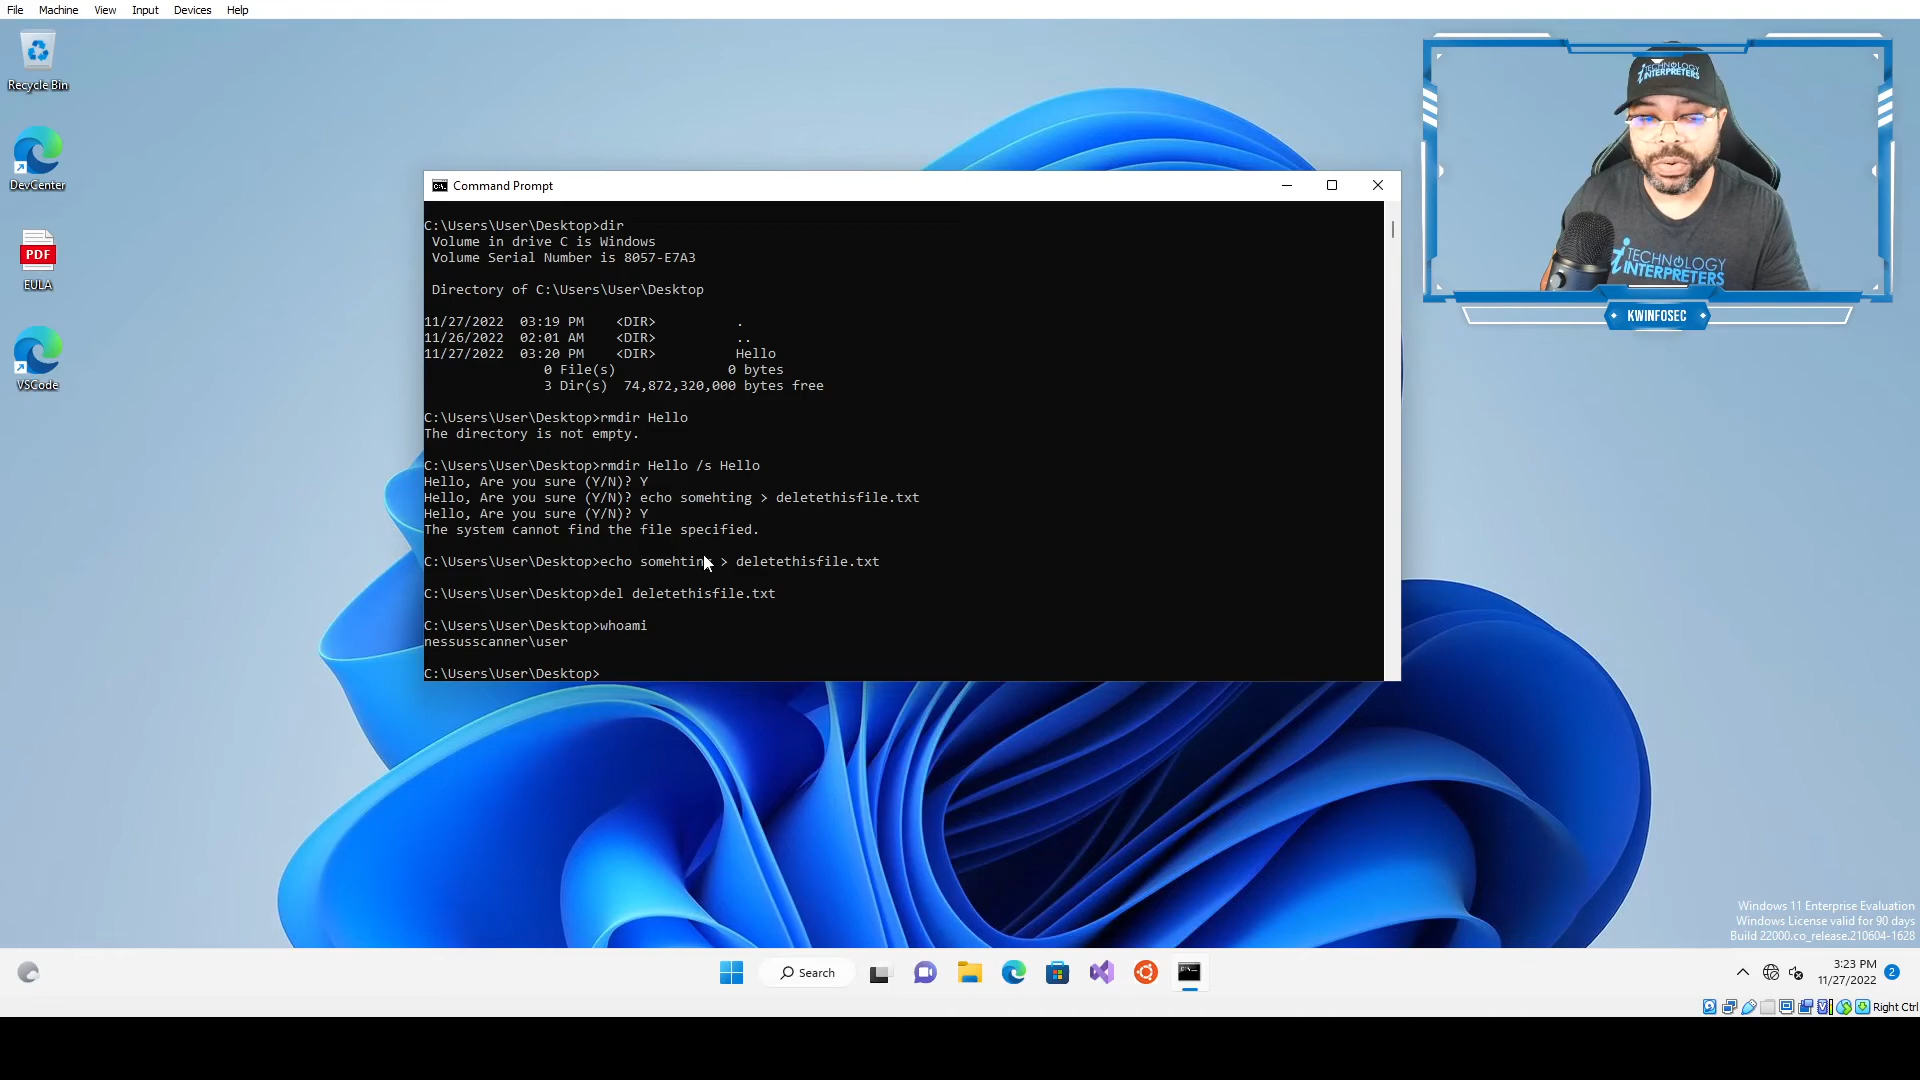 File Machine View Input Devices Help
Recycle Bin
DevCenter
PDF
EULA
VSCode
Command Prompt
C:\Users\User\Desktop>dir
Volume in drive C is Windows
Volume Serial Number is 8057-E7A3
Directory of C:\Users\User\Desktop
11/27/2022 03:19 PM <DIR> .
11/26/2022 02:01 AM <DIR> ..
11/27/2022 03:20 PM <DIR> Hello
0 File(s) 0 bytes
3 Dir(s) 74,872,320,000 bytes free
C:\Users\User\Desktop>rmdir Hello
The directory is not empty.
C:\Users\User\Desktop>rmdir Hello /s Hello
Hello, Are you sure (Y/N)? Y
Hello, Are you sure (Y/N)? echo somehting > deletethisfile.txt
Hello, Are you sure (Y/N)? Y
The system cannot find the file specified.
C:\Users\User\Desktop>echo somehting > deletethisfile.txt
C:\Users\User\Desktop>del deletethisfile.txt
C:\Users\User\Desktop>whoami
nessusscanner\user
C:\Users\User\Desktop>
TECHNOLOGY
INTERPRETERS
TECHNOLOGY
INTERPRETERS
KWINFOSEC
Windows 11 Enterprise Evaluation
Windows License valid for 90 days
Build 22000.co_release.210604-1628
Search
3:23 PM
11/27/2022
2
Right Ctrl